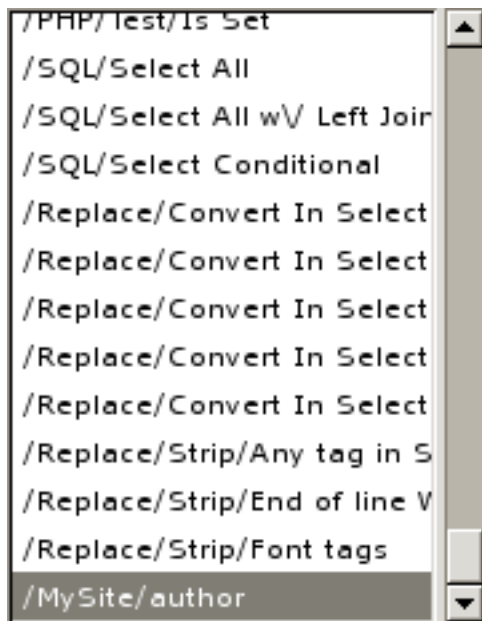 /PHP/Test/Is Set
/SQL/Select All
/SQL/Select All w\/ Left Join
/SQL/Select Conditional
/Replace/Convert In Select
/Replace/Convert In Select
/Replace/Convert In Select
/Replace/Convert In Select
/Replace/Convert In Select
/Replace/Strip/Any tag in S
/Replace/Strip/End of line W
/Replace/Strip/Font tags
/MySite/author